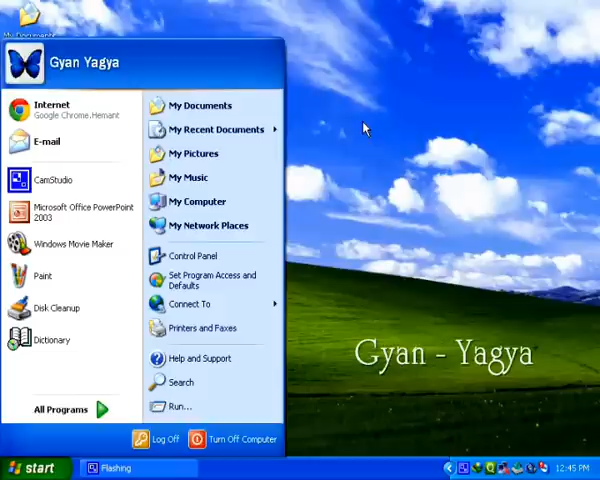 My Documents
Gyan Yagya
Internet
Google Chrome.Hemant
E-mail
CamStudio
Microsoft Office PowerPoint
2003
Windows Movie Maker
Paint
Disk Cleanup
Dictionary
All Programs
My Documents
My Recent Documents
My Pictures
My Music
My Computer
My Network Places
Control Panel
Set Program Access and
Defaults
Connect To
Printers and Faxes
Help and Support
Search
Run...
Log Off
Turn Off Computer
Gyan - Yagya
start
Flashing
12:45 PM